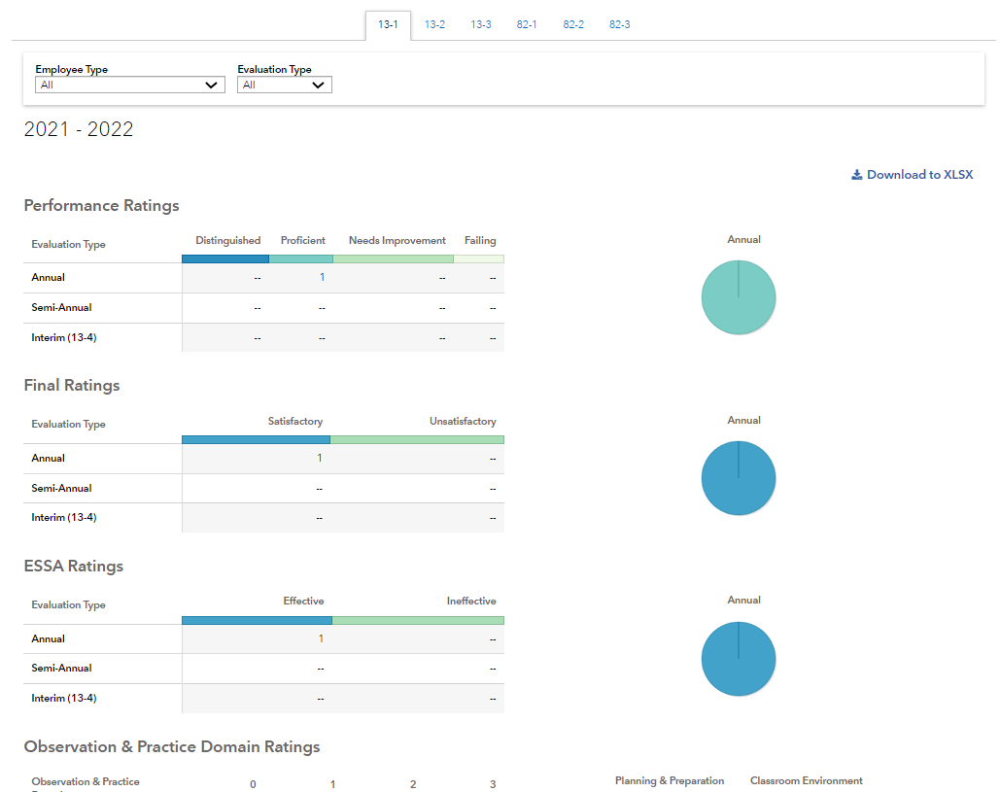 13-1 13-2 13-3 82-1 82-2 82-3
Employee Type Evaluation Type
All All
2021 - 2022
Download to XLSX
Performance Ratings
Evaluation Type Distinguished Proficient Needs Improvement Failing
Annual -- 1 -- --
Semi-Annual -- -- -- --
Interim (13-4) -- -- -- --
Annual
Final Ratings
Evaluation Type Satisfactory Unsatisfactory
Annual 1 --
Semi-Annual -- --
Interim (13-4) -- --
Annual
ESSA Ratings
Evaluation Type Effective Ineffective
Annual 1 --
Semi-Annual -- --
Interim (13-4) -- --
Annual
Observation & Practice Domain Ratings
Observation & Practice 0 1 2 3
Planning & Preparation Classroom Environment